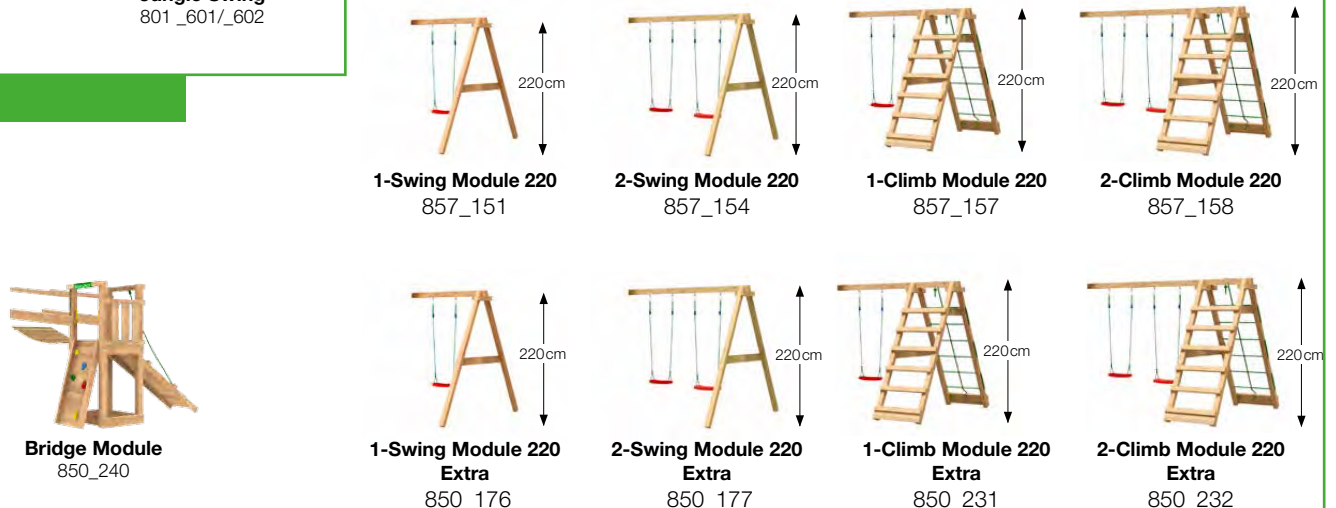 801 _601/_602
220cm
220cm
220cm
220cm
1-Swing Module 220
857_151
2-Swing Module 220
857_154
1-Climb Module 220
857_157
2-Climb Module 220
857_158
220cm
220cm
220cm
220cm
Bridge Module
850_240
1-Swing Module 220
Extra
850_176
2-Swing Module 220
Extra
850_177
1-Climb Module 220
Extra
850_231
2-Climb Module 220
Extra
850_232